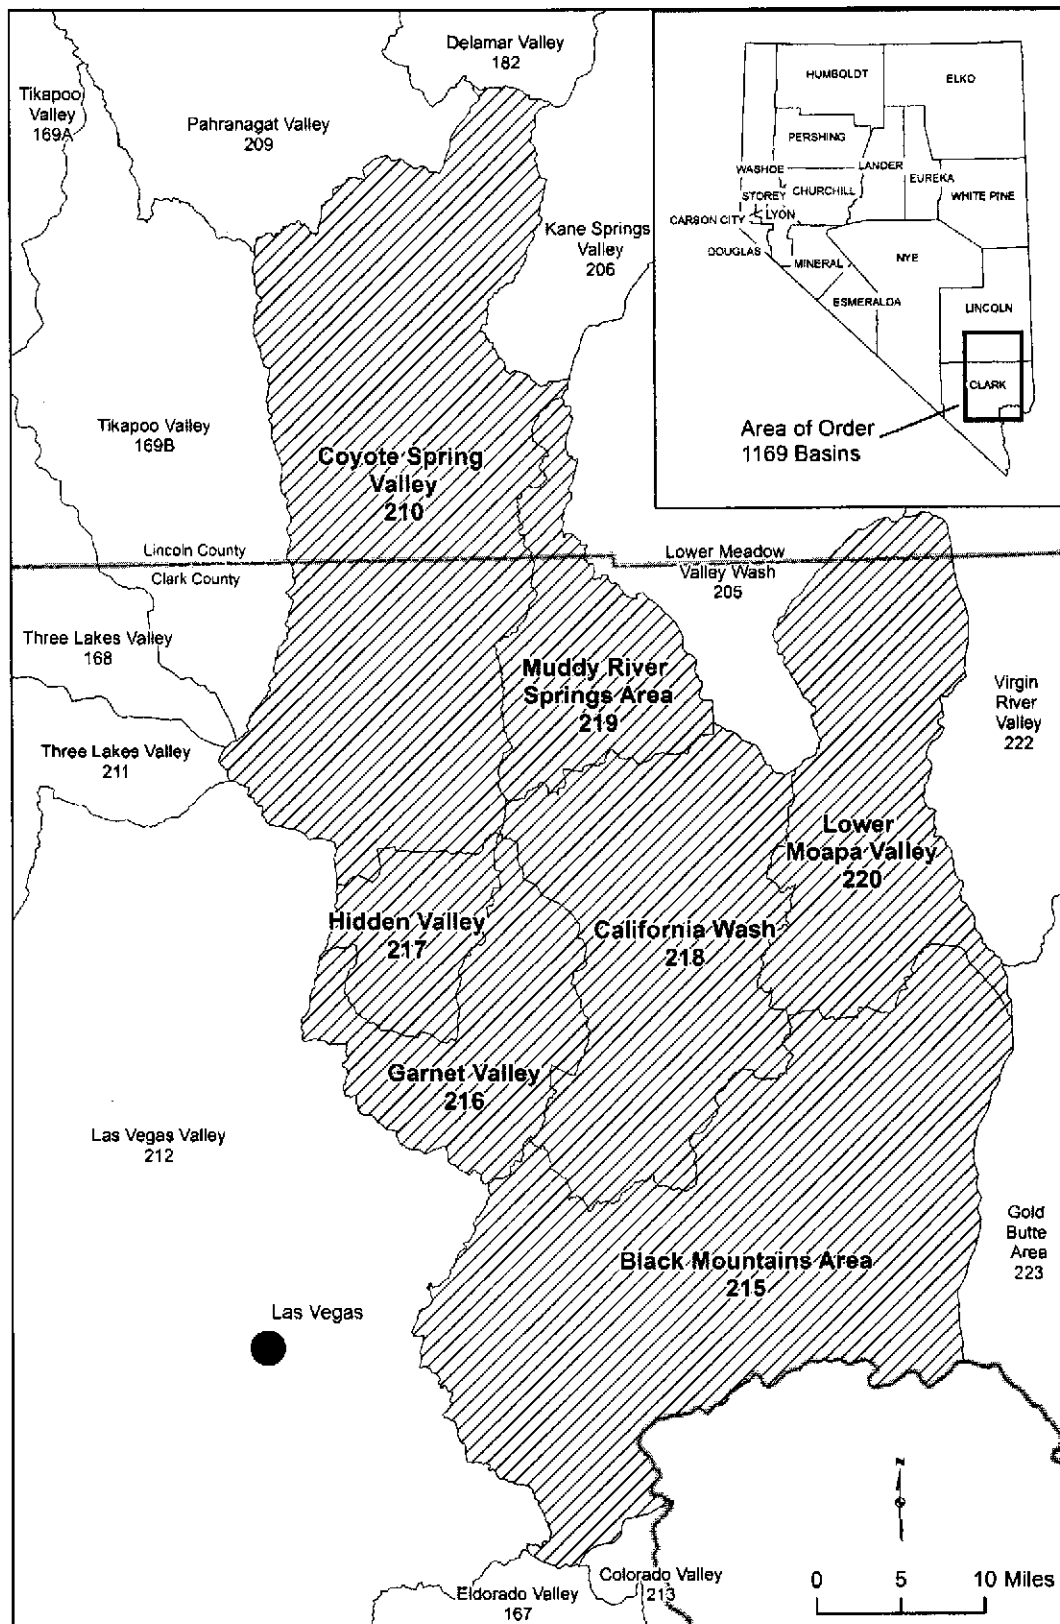 Delamar Valley
182
Tikapoo
Valley
169A
Pahranagat Valley
209
Kane Springs
Valley
206
Tikapoo Valley
169B
Coyote Spring
Valley
210
Lincoln County
Clark County
Lower Meadow
Valley Wash
205
Three Lakes Valley
168
Muddy River
Springs Area
219
Virgin
River
Valley
222
Three Lakes Valley
211
Lower
Moapa Valley
220
Hidden Valley
217
California Wash
218
Garnet Valley
216
Las Vegas Valley
212
Gold
Butte
Area
223
Black Mountains Area
215
Las Vegas
Colorado Valley
213
Eldorado Valley
167
N
0 5 10 Miles
HUMBOLDT
ELKO
PERSHING
WASHOE
LANDER
EUREKA
STOREY
CHURCHILL
WHITE PINE
LYON
CARSON CITY
DOUGLAS
MINERAL
NYE
ESMERALDA
LINCOLN
CLARK
Area of Order
1169 Basins